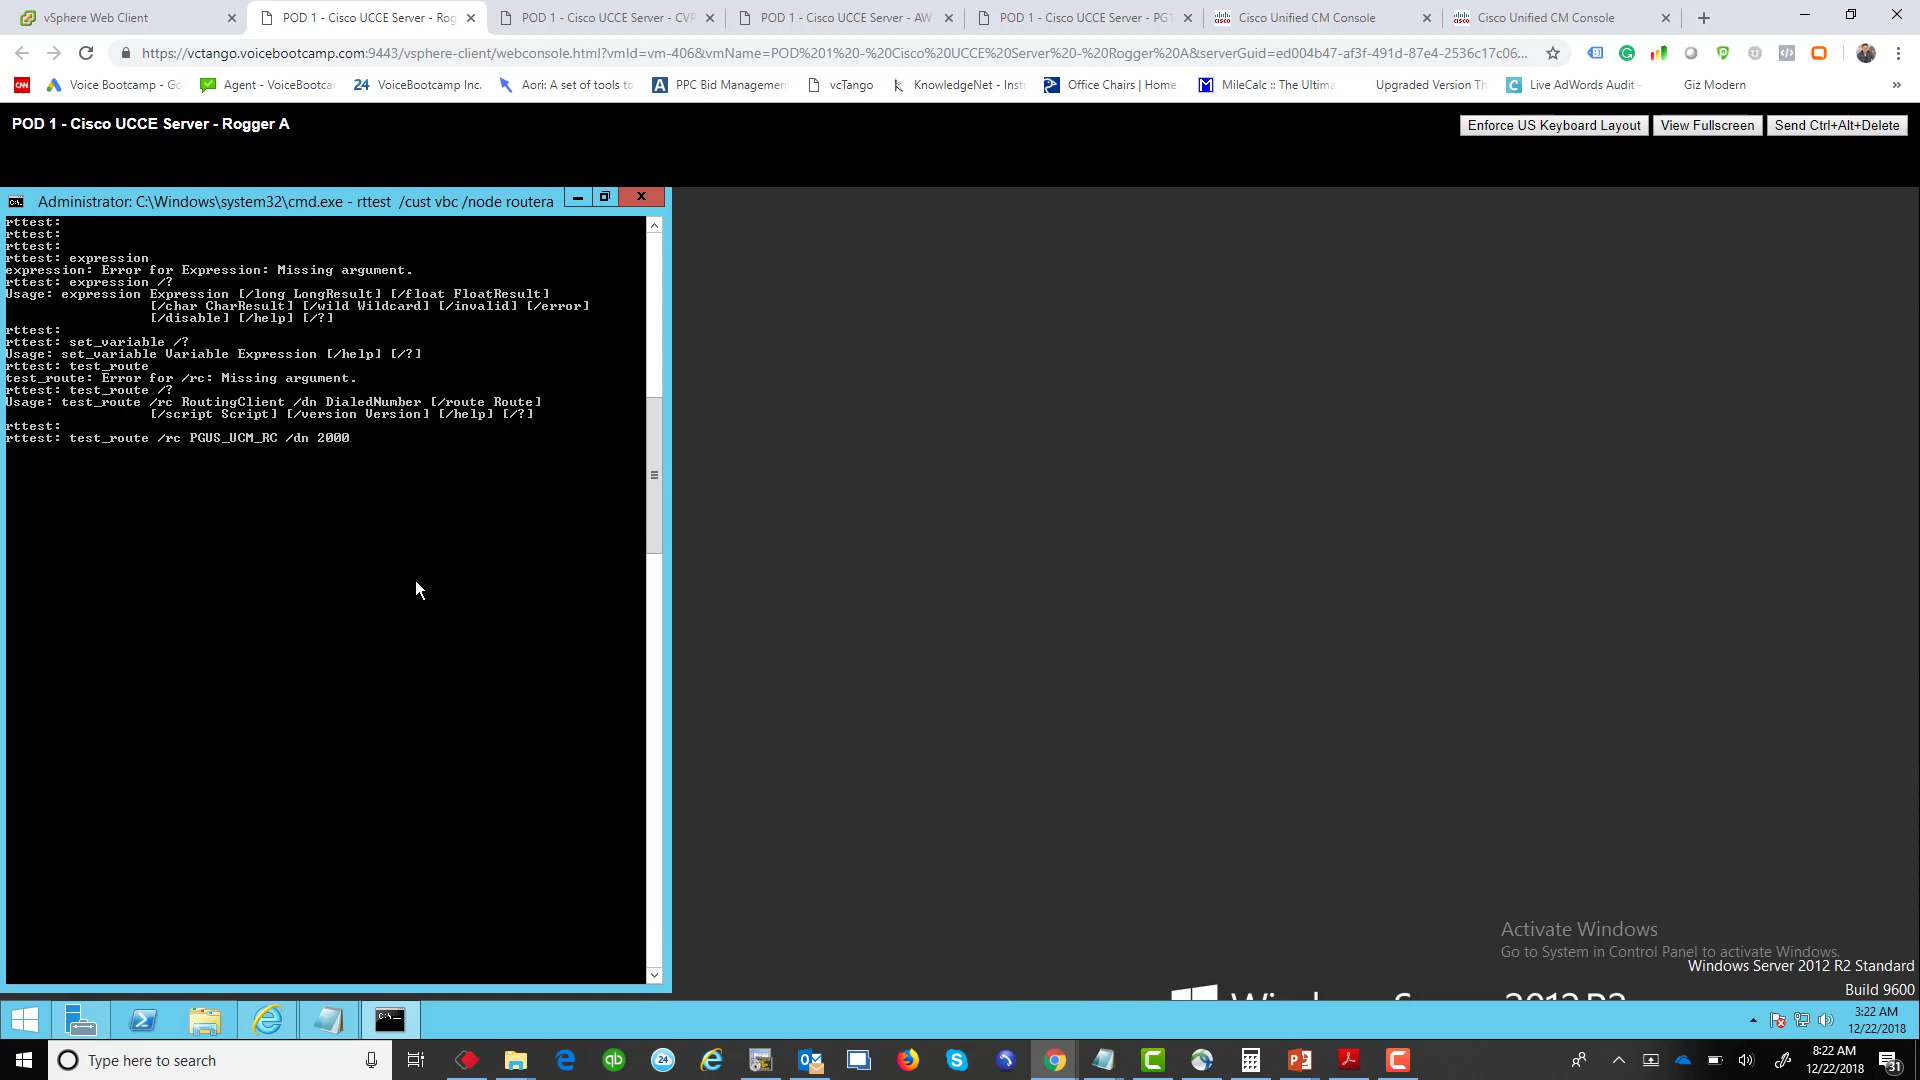 vSphere Web Client
POD 1 - Cisco UCCE Server - Rog
POD 1 - Cisco UCCE Server - CVP
POD 1 - Cisco UCCE Server - AW
POD 1 - Cisco UCCE Server - PG
Cisco Unified CM Console
Cisco Unified CM Console
https://vctango.voicebootcamp.com:9443/vsphere-client/webconsole.html?vmId=vm-406&vmName=POD%201%20-%20Cisco%20UCCE%20Server%20-%20Rogger%20A&serverGuid=ed004b47-af3f-491d-87e4-2536c17c06...
CNN
Voice Bootcamp - Go
Agent - VoiceBootca
24 VoiceBootcamp Inc.
Aori: A set of tools to
PPC Bid Managemen
vcTango
KnowledgeNet - Inst
Office Chairs | Home
MileCalc :: The Ultima
Upgraded Version Th
Live AdWords Audit -
Giz Modern
»
POD 1 - Cisco UCCE Server - Rogger A
Enforce US Keyboard Layout
View Fullscreen
Send Ctrl+Alt+Delete
Administrator: C:\Windows\system32\cmd.exe - rttest /cust vbc /node routera
rttest:
rttest:
rttest:
rttest: expression
expression: Error for Expression: Missing argument.
rttest: expression /?
Usage: expression Expression [/long LongResult] [/float FloatResult]
[/char CharResult] [/wild Wildcard] [/invalid] [/error]
[/disable] [/help] [/?]
rttest:
rttest: set_variable /?
Usage: set_variable Variable Expression [/help] [/?]
rttest: test_route
test_route: Error for /rc: Missing argument.
rttest: test_route /?
Usage: test_route /rc RoutingClient /dn DialedNumber [/route Route]
[/script Script] [/version Version] [/help] [/?]
rttest:
rttest: test_route /rc PGUS_UCM_RC /dn 2000
Activate Windows
Go to System in Control Panel to activate Windows.
Windows Server 2012 R2 Standard
Build 9600
3:22 AM
12/22/2018
Type here to search
24
8:22 AM
12/22/2018
31